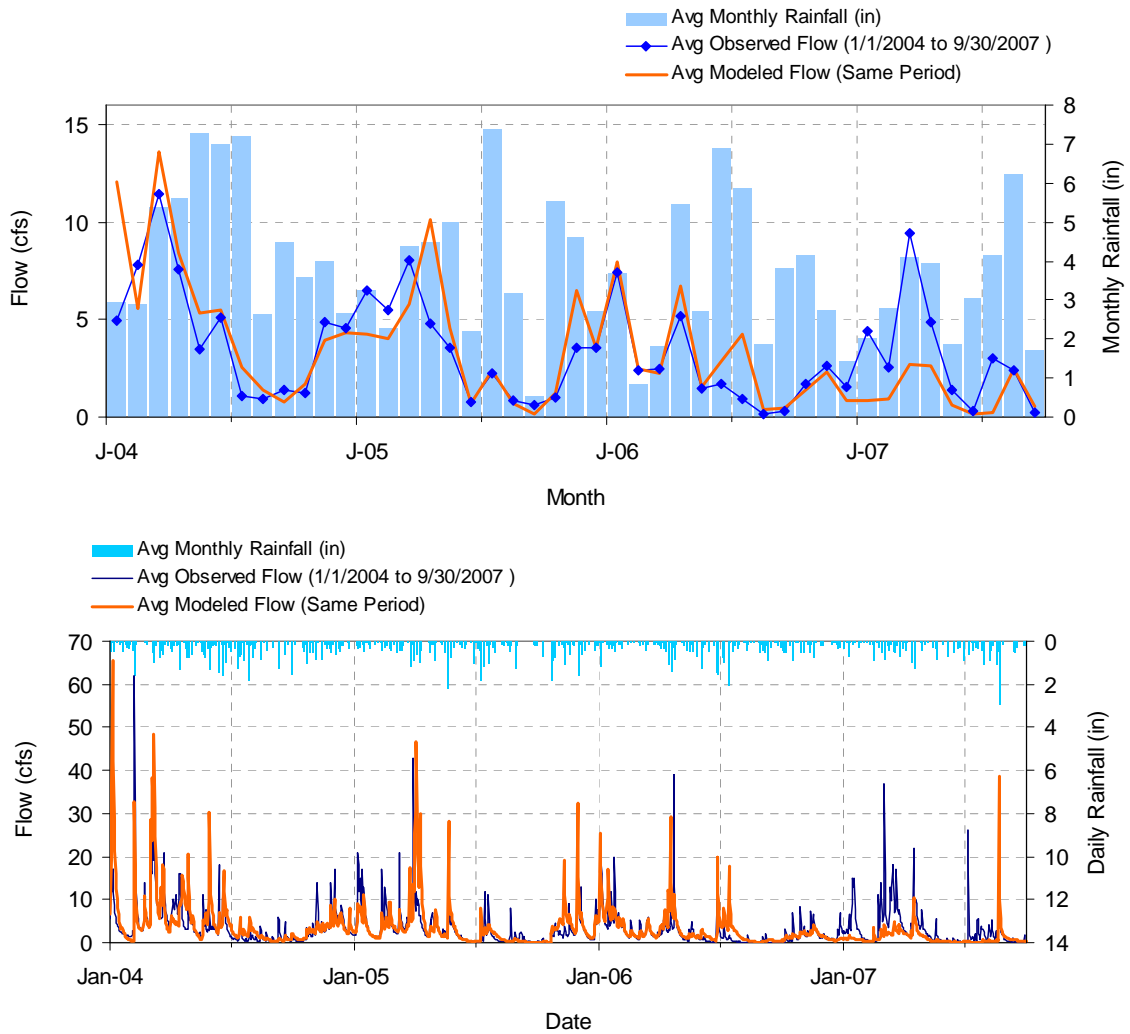 Avg Monthly Rainfall (in)
Avg Observed Flow (1/1/2004 to 9/30/2007 )
Avg Modeled Flow (Same Period)
15
10
5
0
Flow (cfs)
8
7
6
5
4
3
2
1
0
Monthly Rainfall (in)
J-04
J-05
J-06
J-07
Month
Avg Monthly Rainfall (in)
Avg Observed Flow (1/1/2004 to 9/30/2007 )
Avg Modeled Flow (Same Period)
70
60
50
40
30
20
10
0
Flow (cfs)
0
2
4
6
8
10
12
14
Daily Rainfall (in)
Jan-04
Jan-05
Jan-06
Jan-07
Date